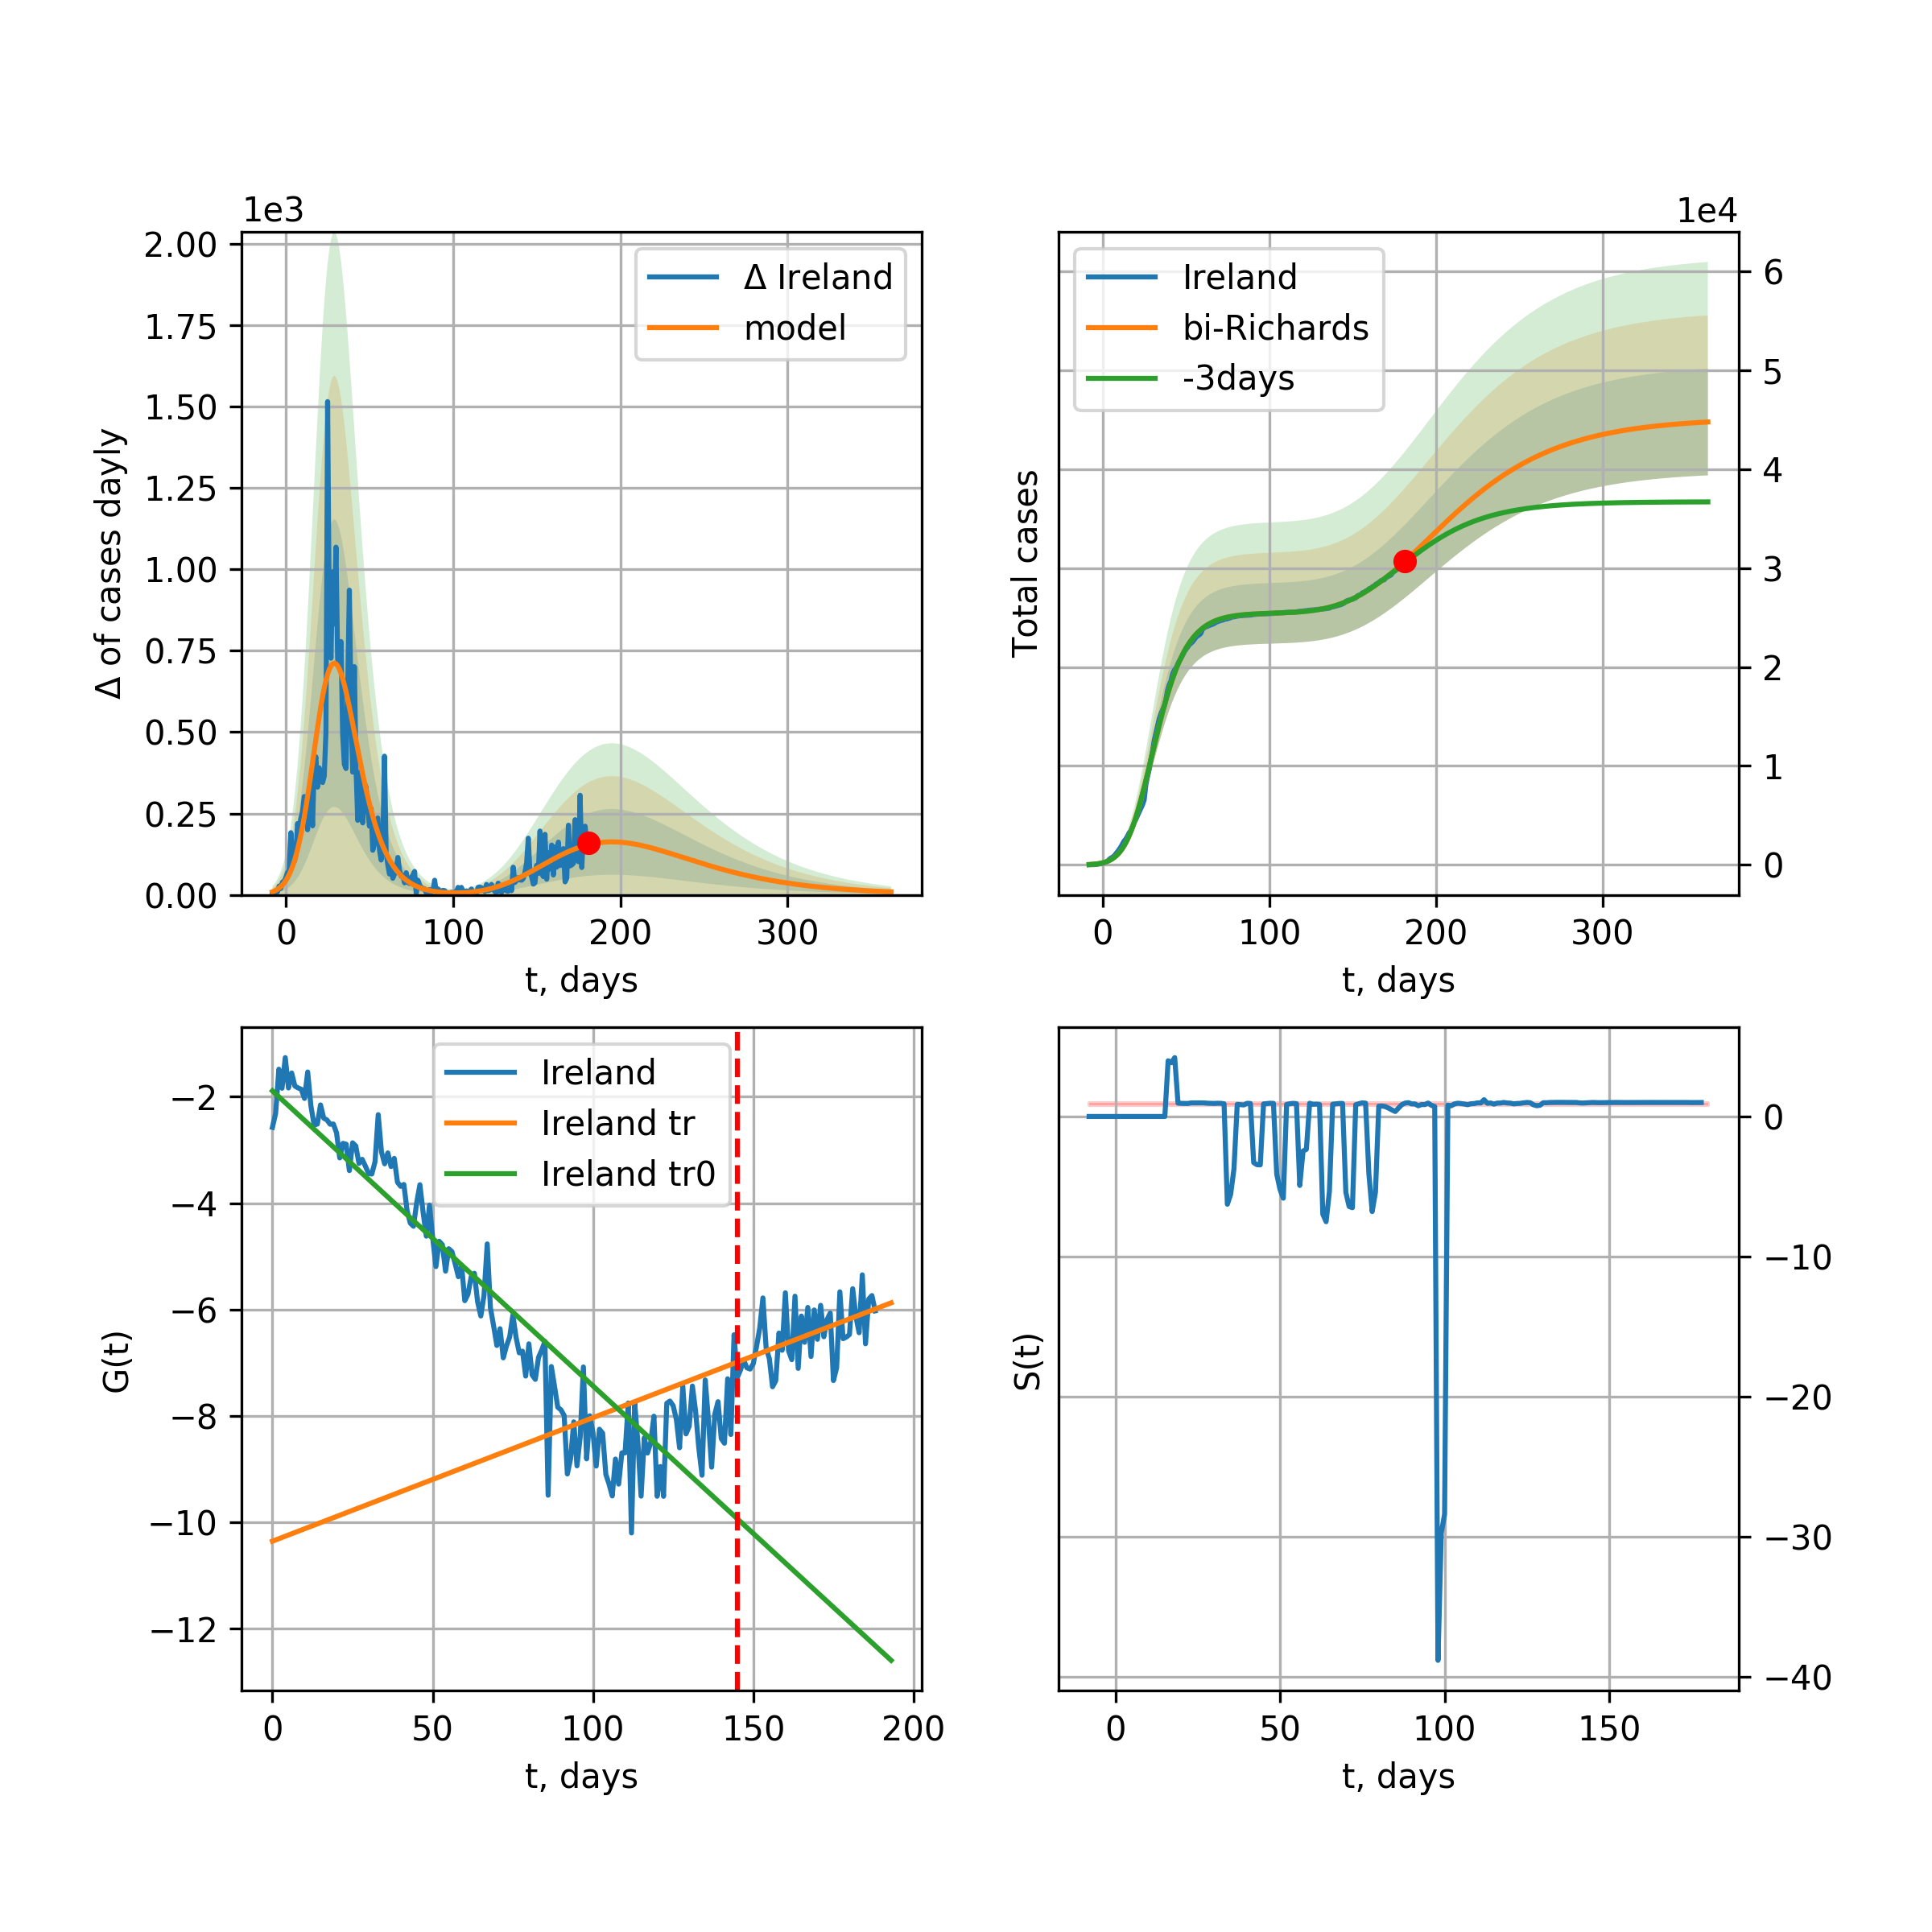 1e3
2.00
1.75
1.50
1.25
1.00
0.75
0.50
0.25
0.00
Δ of cases dayly
Δ Ireland
model
0 100 200 300
t, days
1e4
Ireland
bi-Richards
-3days
6
5
4
3
2
1
0
Total cases
0 100 200 300
t, days
−2
−4
−6
−8
−10
−12
G(t)
Ireland
Ireland tr
Ireland tr0
0 50 100 150 200
t, days
0
−10
−20
−30
−40
S(t)
0 50 100 150
t, days